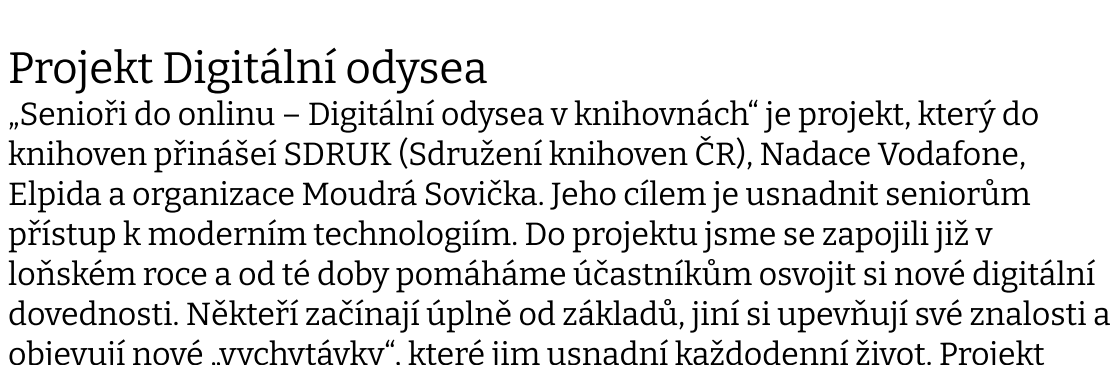 Projekt Digitální odysea
„Senioři do onlinu – Digitální odysea v knihovnách“ je projekt, který do
knihoven přinášeí SDRUK (Sdružení knihoven ČR), Nadace Vodafone,
Elpida a organizace Moudrá Sovička. Jeho cílem je usnadnit seniorům
přístup k moderním technologiím. Do projektu jsme se zapojili již v
loňském roce a od té doby pomáháme účastníkům osvojit si nové digitální
dovednosti. Někteří začínají úplně od základů, jiní si upevňují své znalosti a
objevují nové „vychytávky“, které jim usnadní každodenní život. Projekt